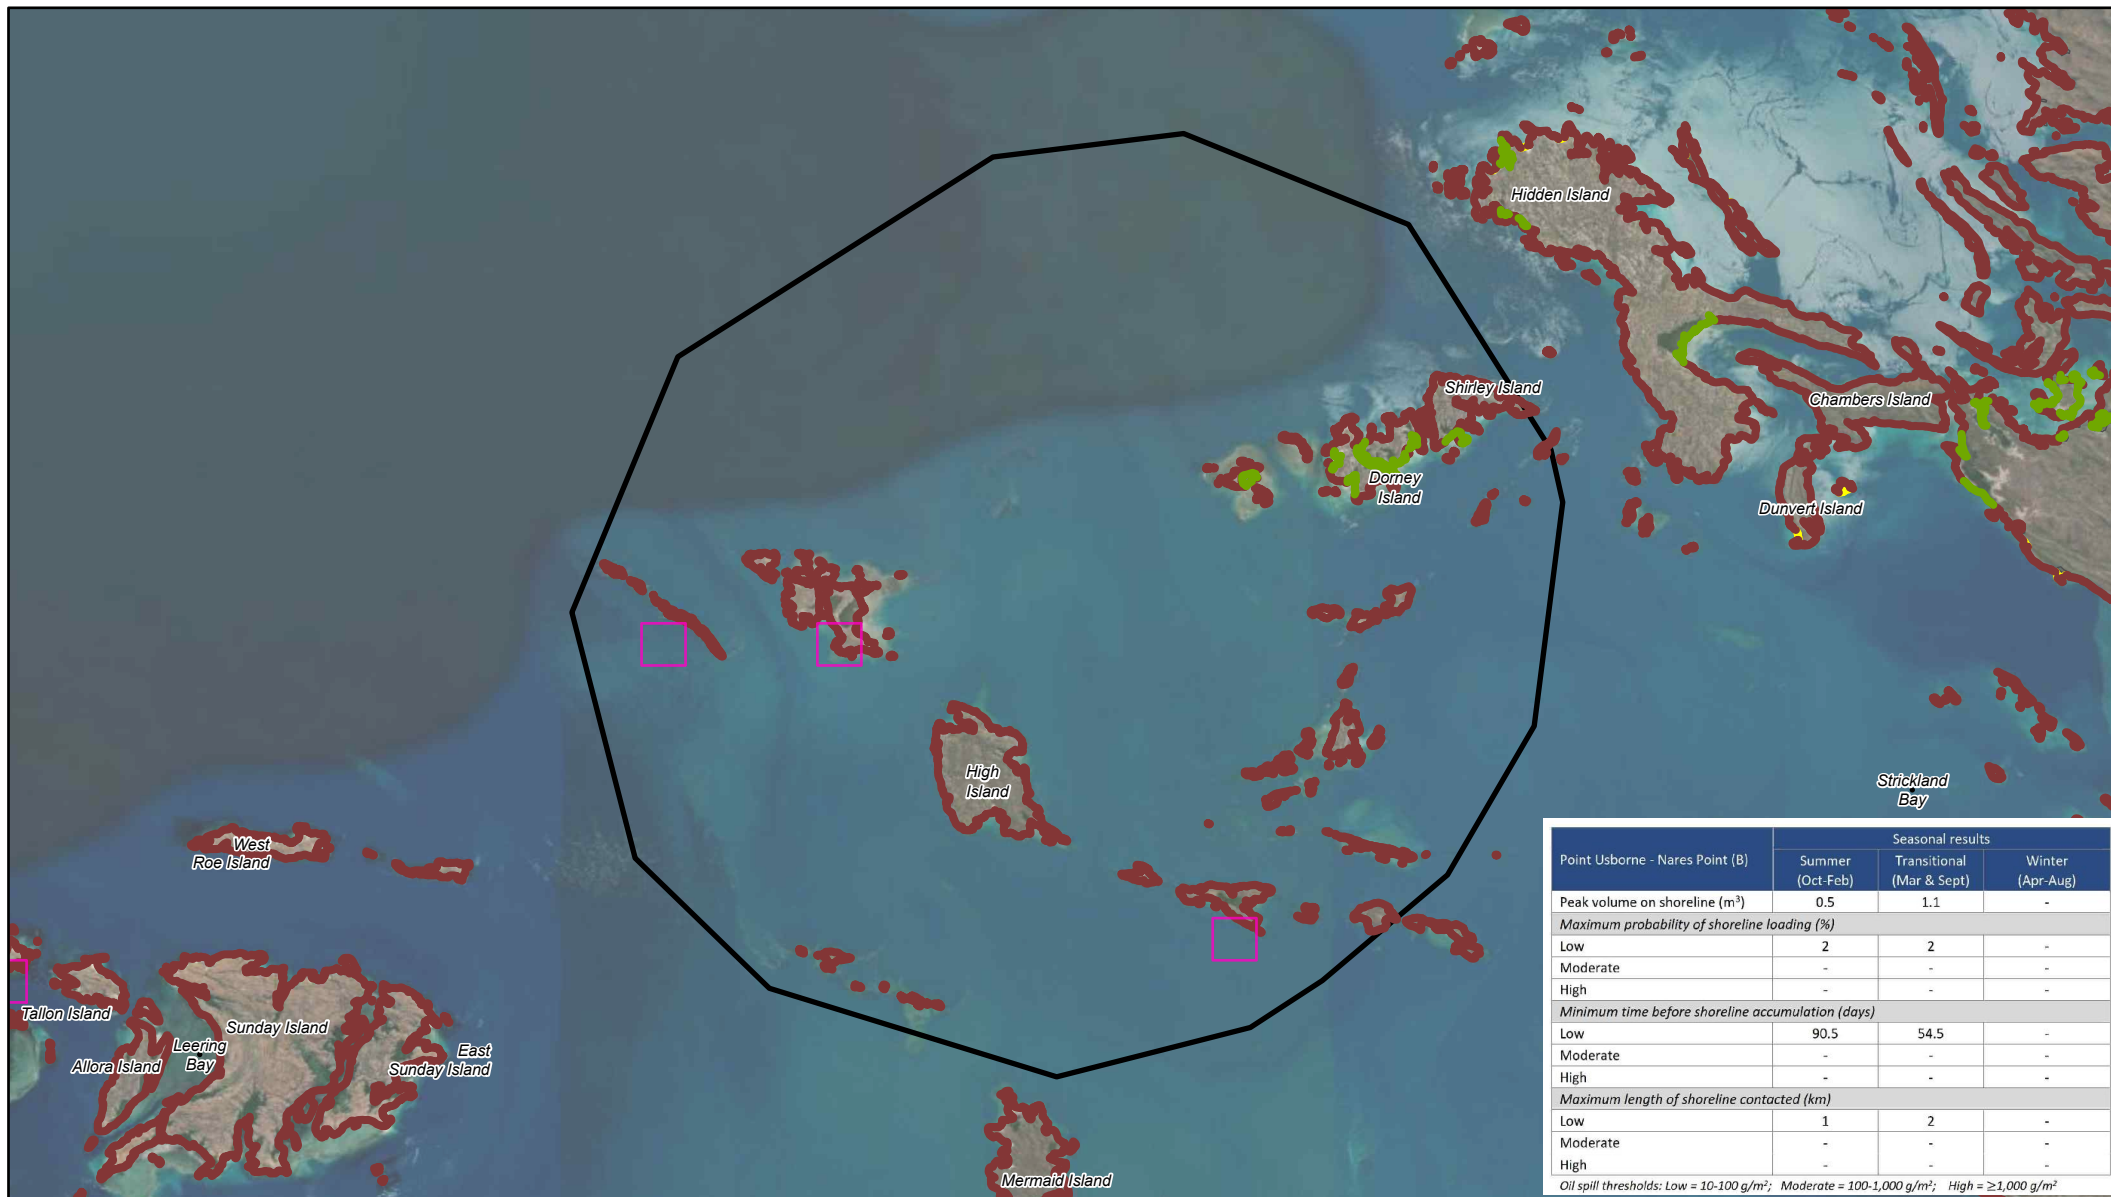 Hidden Island
Shirley Island
Chambers Island
Dorney
Island
Dunvert Island
High
Island
Strickland
Bay
West
Roe Island
Tallon Island
Sunday Island
Leering
Bay
Allora Island
East
Sunday Island
Mermaid Island
Point Usborne - Nares Point (B)
Seasonal results
Summer (Oct-Feb)
Transitional (Mar & Sept)
Winter (Apr-Aug)
Peak volume on shoreline (m³) 0.5 1.1 -
Maximum probability of shoreline loading (%)
Low 2 2 -
Moderate - - -
High - - -
Minimum time before shoreline accumulation (days)
Low 90.5 54.5 -
Moderate - - -
High - - -
Maximum length of shoreline contacted (km)
Low 1 2 -
Moderate - - -
High - - -
Oil spill thresholds: Low = 10-100 g/m²; Moderate = 100-1,000 g/m²; High = ≥1,000 g/m²